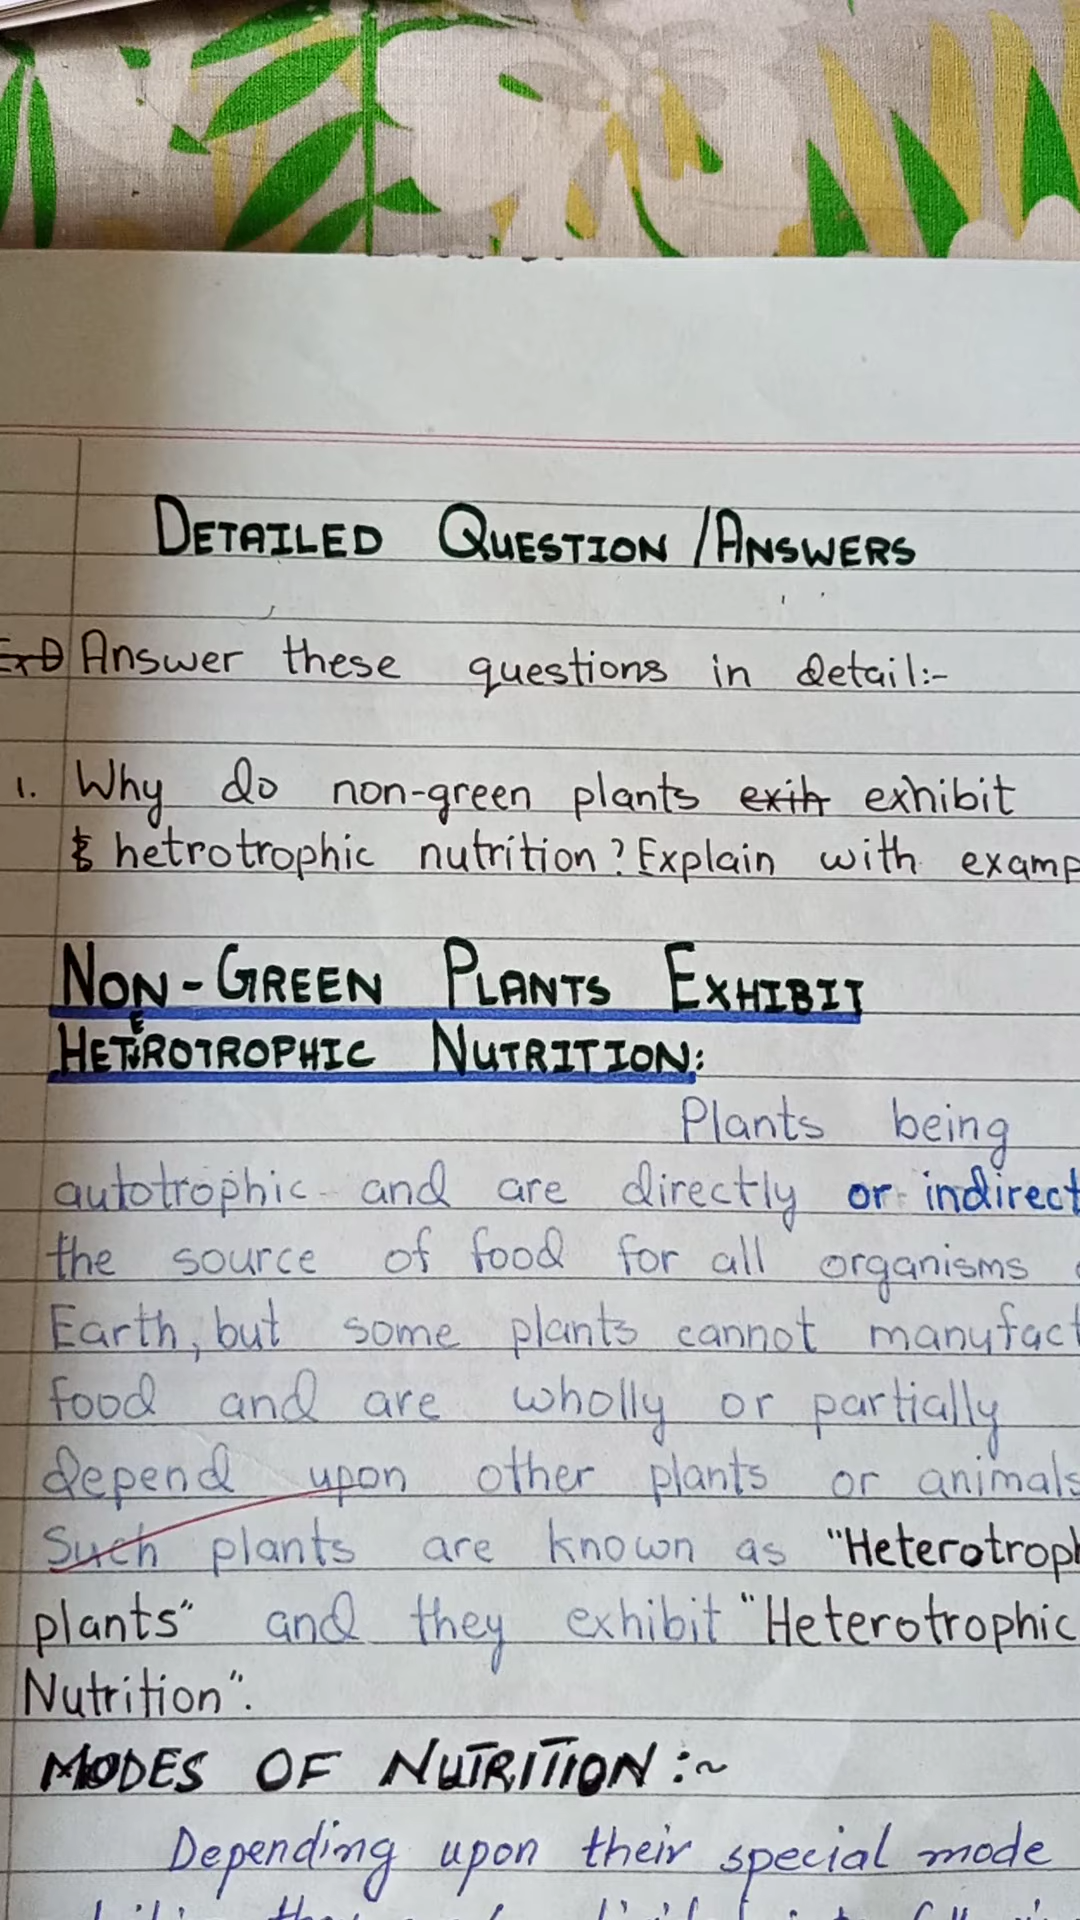 DETAILED QUESTION /ANSWERS
Ex D Answer these questions in detail:-
1. Why do non-green plants exih exhibit
hetrotrophic nutrition? Explain with examp
NON-GREEN PLANTS EXHIBIT
HETEROTROPHIC NUTRITION:
Plants being
autotrophic and are directly or indirect
the source of food for all organisms
Earth, but some plants cannot manufact
food and are wholly or partially
depend upon other plants or animals
Such plants are known as "Heterotroph
plants" and they exhibit "Heterotrophic
Nutrition".
MODES OF NUTRITION :~
Depending upon their special mode